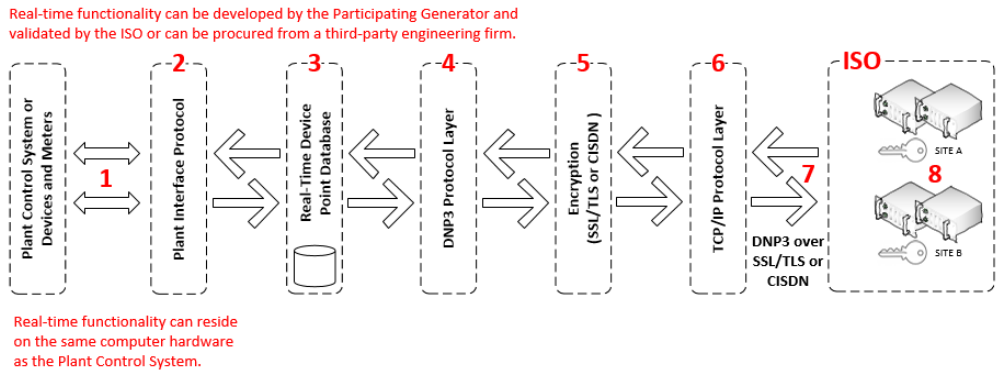 Real-time functionality can be developed by the Participating Generator and
validated by the ISO or can be procured from a third-party engineering firm.
Plant Control System or
Devices and Meters
1
2
Plant Interface Protocol
3
Real-Time Device
Point Database
4
DNP3 Protocol Layer
5
Encryption
(SSL/TLS or CISDN )
6
TCP/IP Protocol Layer
7
DNP3 over
SSL/TLS or
CISDN
ISO
SITE A
8
SITE B
Real-time functionality can reside
on the same computer hardware
as the Plant Control System.